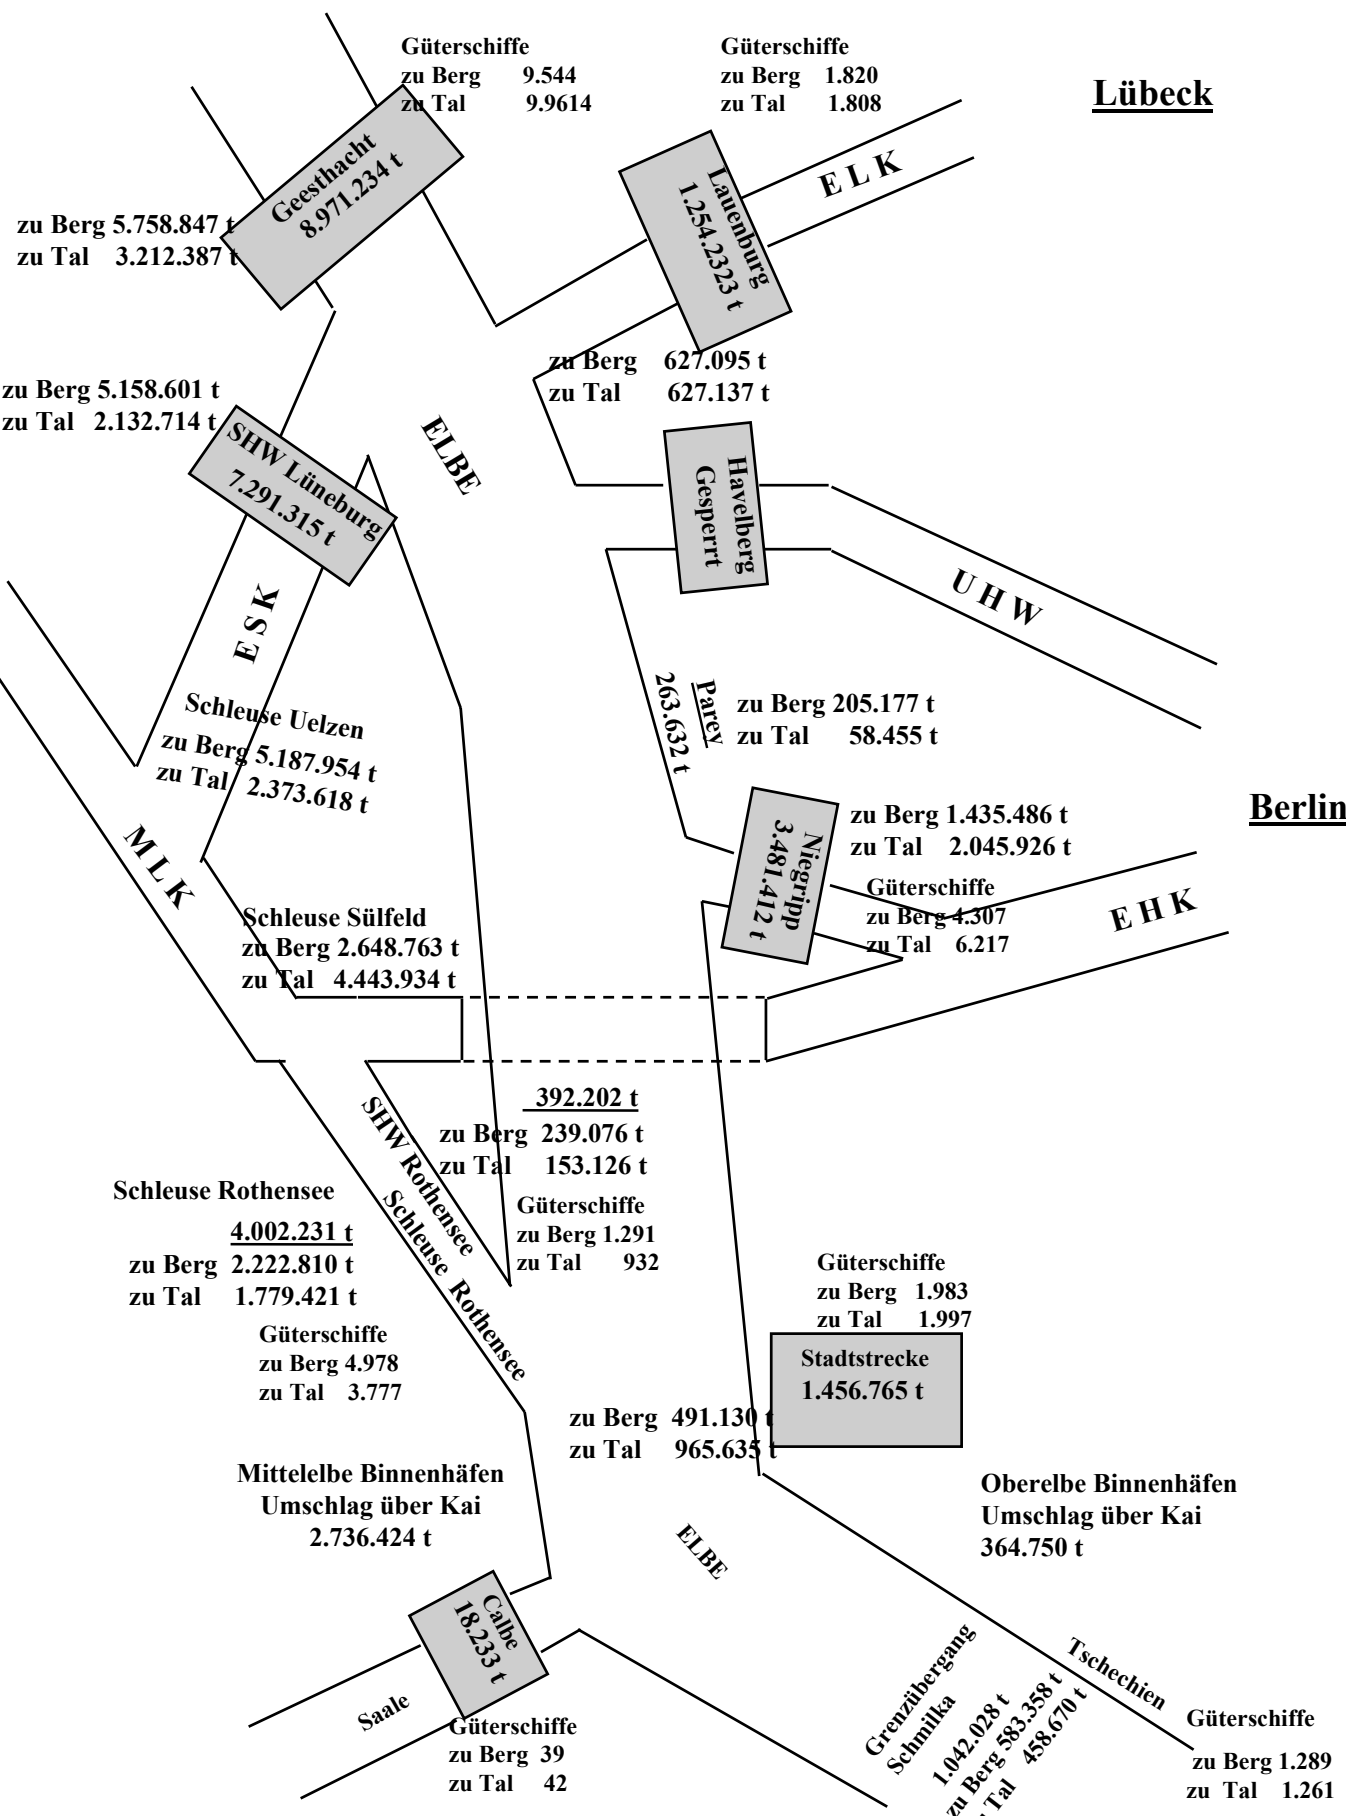 Güterschiffe
zu Berg 9.544
zu Tal 9.9614
Güterschiffe
zu Berg 1.820
zu Tal 1.808
Lübeck
Geesthacht
8.971.234 t
Lauenburg
1.254.2323 t
E L K
zu Berg 5.758.847 t
zu Tal 3.212.387 t
zu Berg 627.095 t
zu Tal 627.137 t
zu Berg 5.158.601 t
zu Tal 2.132.714 t
SHW Lüneburg
7.291.315 t
ELBE
Havelberg
Gesperrt
U H W
E S K
Schleuse Uelzen
zu Berg 5.187.954 t
zu Tal 2.373.618 t
Parey
263.632 t
zu Berg 205.177 t
zu Tal 58.455 t
Berlin
M L K
Niegripp
3.481.412 t
zu Berg 1.435.486 t
zu Tal 2.045.926 t
Güterschiffe
zu Berg 4.307
zu Tal 6.217
E H K
Schleuse Sülfeld
zu Berg 2.648.763 t
zu Tal 4.443.934 t
392.202 t
zu Berg 239.076 t
zu Tal 153.126 t
Güterschiffe
zu Berg 1.291
zu Tal 932
SHW Rothensee
Schleuse Rothensee
Schleuse Rothensee
4.002.231 t
zu Berg 2.222.810 t
zu Tal 1.779.421 t
Güterschiffe
zu Berg 4.978
zu Tal 3.777
Güterschiffe
zu Berg 1.983
zu Tal 1.997
Stadtstrecke
1.456.765 t
zu Berg 491.130 t
zu Tal 965.635 t
Mittelelbe Binnenhäfen
Umschlag über Kai
2.736.424 t
Oberelbe Binnenhäfen
Umschlag über Kai
364.750 t
ELBE
Calbe
18.233 t
Saale
Güterschiffe
zu Berg 39
zu Tal 42
Grenzübergang
Schmilka
1.042.028 t
zu Berg 583.358 t
Tal 458.670 t
Tschechien
Güterschiffe
zu Berg 1.289
zu Tal 1.261